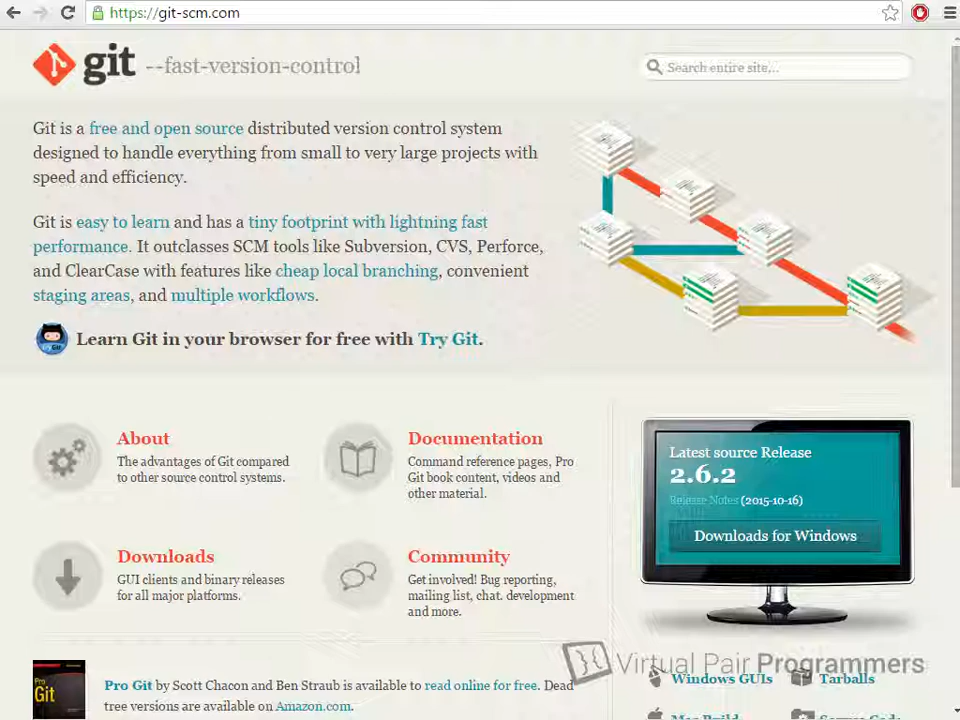 https://git-scm.com
git --fast-version-control
Search entire site...
Git is a free and open source distributed version control system
designed to handle everything from small to very large projects with
speed and efficiency.
Git is easy to learn and has a tiny footprint with lightning fast
performance. It outclasses SCM tools like Subversion, CVS, Perforce,
and ClearCase with features like cheap local branching, convenient
staging areas, and multiple workflows.
Learn Git in your browser for free with Try Git.
About
The advantages of Git compared
to other source control systems.
Documentation
Command reference pages, Pro
Git book content, videos and
other material.
Downloads
GUI clients and binary releases
for all major platforms.
Community
Get involved! Bug reporting,
mailing list, chat. development
and more.
Latest source Release
2.6.2
Release Notes (2015-10-16)
Downloads for Windows
Pro
Git
Pro Git by Scott Chacon and Ben Straub is available to read online for free. Dead
tree versions are available on Amazon.com.
Virtual Pair Programmers
Windows GUIs
Tarballs
Mac Build
Source Code